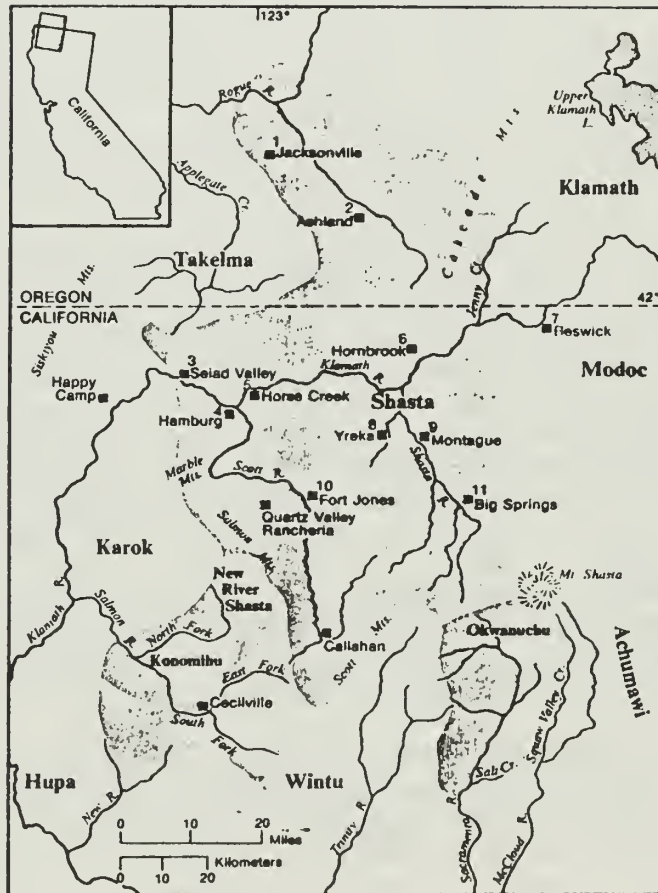 123°
California
Rogue R.
Upper
Klamath
L.
1
Jacksonville
Cascade Mts
Klamath
Applegate Cr.
2
Ashland
Takelma
Siskiyou Mts.
Jenny Cr.
OREGON
CALIFORNIA
42°
7
Beswick
6
Hornbrook
Modoc
3
Seiad Valley
Klamath R.
Happy
Camp
5
Horse Creek
Shasta
4
Hamburg
8
Yreka
9
Montague
Shasta R.
Marble
Mts.
Scott R.
10
Fort Jones
11
Big Springs
Quartz Valley
Rancheria
Salmon Mts.
Karok
Mt Shasta
New
River
Shasta
Klamath R.
Salmon R.
North Fork
Okwanuchu
Achumawi
Callahan
Scott Mts.
Konomihu
East Fork
Cecilville
South Fork
Squaw Valley Cr.
Salt Cr.
Hupa
Wintu
New R.
Trinity R.
Sacramento R.
McCloud R.
0 10 20
Miles
0 10 20
Kilometers